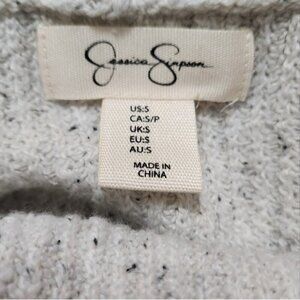 Jessica Simpson
US:S
CA:S/P
UK:S
EU:S
AU:S
MADE IN
CHINA